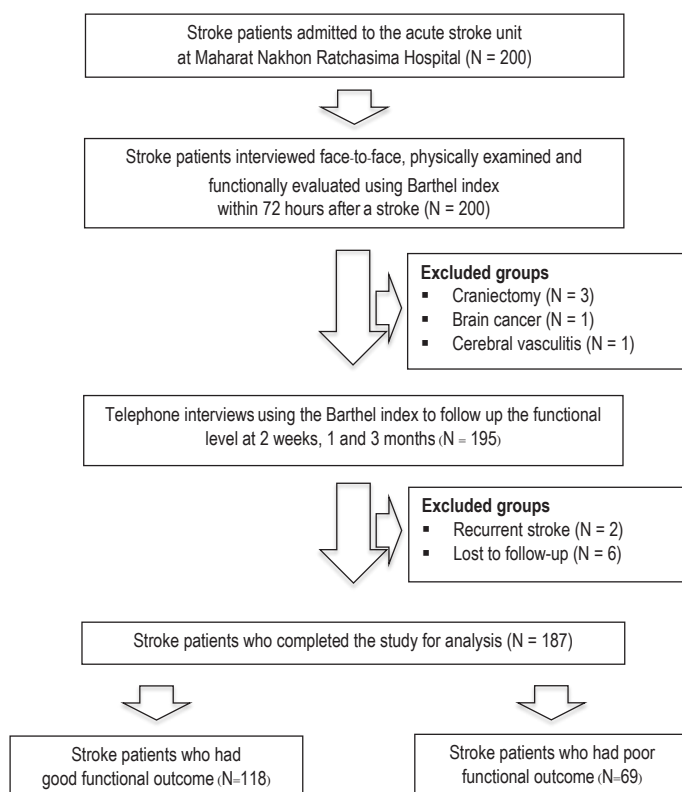 Stroke patients admitted to the acute stroke unit
at Maharat Nakhon Ratchasima Hospital (N = 200)
Stroke patients interviewed face-to-face, physically examined and
functionally evaluated using Barthel index
within 72 hours after a stroke (N = 200)
Excluded groups
▪ Craniectomy (N = 3)
▪ Brain cancer (N = 1)
▪ Cerebral vasculitis (N = 1)
Telephone interviews using the Barthel index to follow up the functional
level at 2 weeks, 1 and 3 months (N = 195)
Excluded groups
▪ Recurrent stroke (N = 2)
▪ Lost to follow-up (N = 6)
Stroke patients who completed the study for analysis (N = 187)
Stroke patients who had
good functional outcome (N=118)
Stroke patients who had poor
functional outcome (N=69)